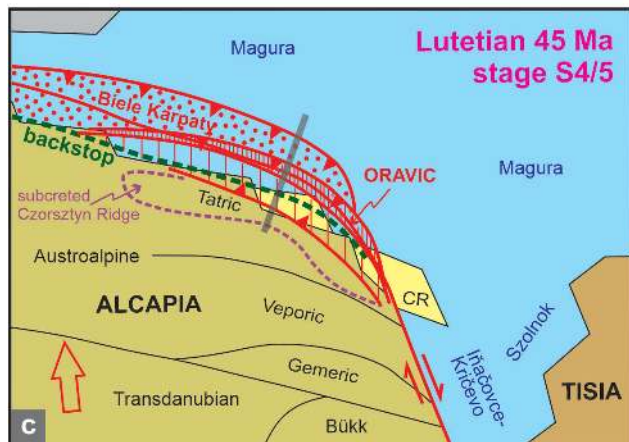 Magura
Lutetian 45 Ma
stage S4/5
Biele Karpaty
backstop
Magura
ORAVIC
subcreted
Czorsztyn Ridge
Tatric
Austroalpine
CR
ALCAPIA
Veporic
Szolnok
Iňačovce-
Kričevo
Gemeric
TISIA
Transdanubian
Bükk
C